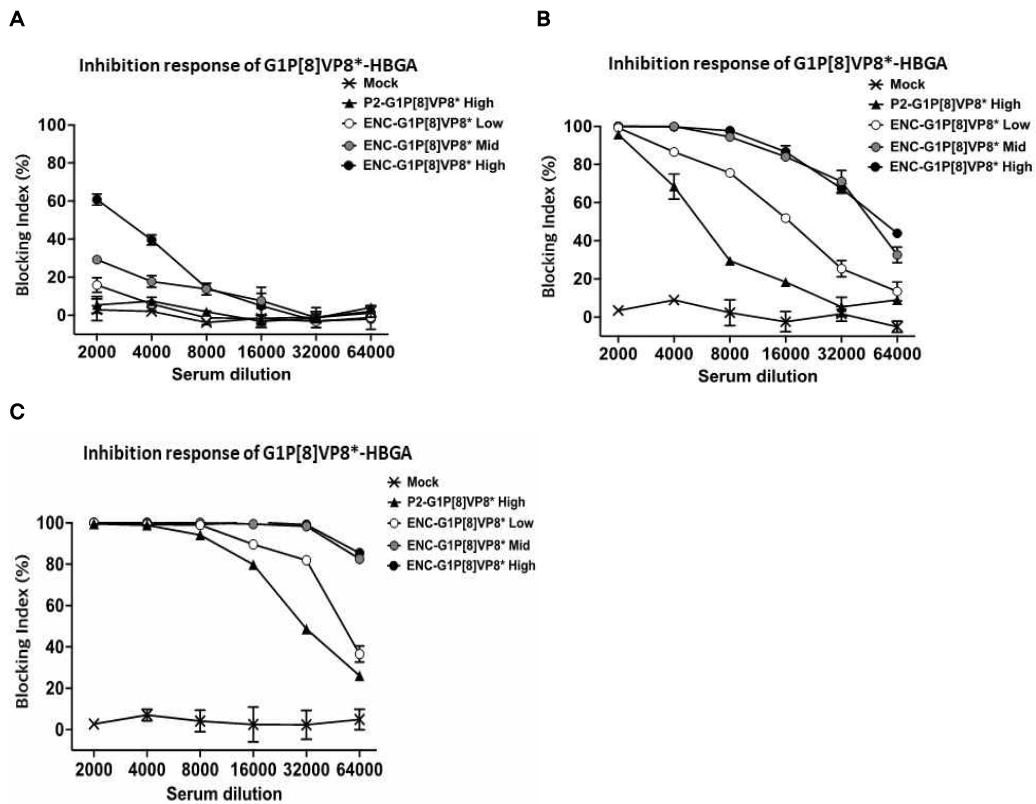 A
Inhibition response of G1P[8]VP8*-HBGA
Mock
P2-G1P[8]VP8* High
ENC-G1P[8]VP8* Low
ENC-G1P[8]VP8* Mid
ENC-G1P[8]VP8* High
Blocking Index (%)
100
80
60
40
20
0
2000 4000 8000 16000 32000 64000
Serum dilution
B
Inhibition response of G1P[8]VP8*-HBGA
Mock
P2-G1P[8]VP8* High
ENC-G1P[8]VP8* Low
ENC-G1P[8]VP8* Mid
ENC-G1P[8]VP8* High
Blocking Index (%)
100
80
60
40
20
0
2000 4000 8000 16000 32000 64000
Serum dilution
C
Inhibition response of G1P[8]VP8*-HBGA
Mock
P2-G1P[8]VP8* High
ENC-G1P[8]VP8* Low
ENC-G1P[8]VP8* Mid
ENC-G1P[8]VP8* High
Blocking Index (%)
100
80
60
40
20
0
2000 4000 8000 16000 32000 64000
Serum dilution